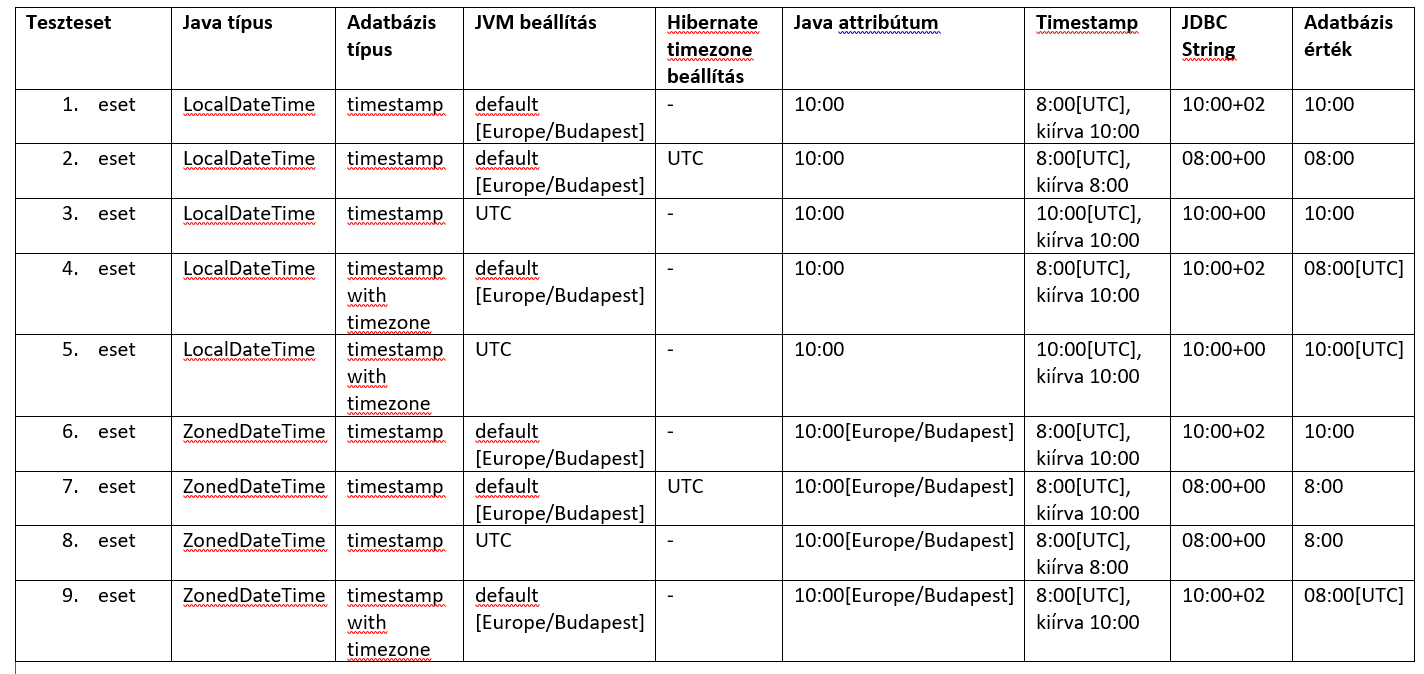 Teszteset Java típus Adatbázis típus JVM beállítás Hibernate timezone beállítás Java attribútum Timestamp JDBC String Adatbázis érték
1. eset LocalDateTime timestamp default [Europe/Budapest] - 10:00 8:00[UTC], kiírva 10:00 10:00+02 10:00
2. eset LocalDateTime timestamp default [Europe/Budapest] UTC 10:00 8:00[UTC], kiírva 8:00 08:00+00 08:00
3. eset LocalDateTime timestamp UTC - 10:00 10:00[UTC], kiírva 10:00 10:00+00 10:00
4. eset LocalDateTime timestamp with timezone default [Europe/Budapest] - 10:00 8:00[UTC], kiírva 10:00 10:00+02 08:00[UTC]
5. eset LocalDateTime timestamp with timezone UTC - 10:00 10:00[UTC], kiírva 10:00 10:00+00 10:00[UTC]
6. eset ZonedDateTime timestamp default [Europe/Budapest] - 10:00[Europe/Budapest] 8:00[UTC], kiírva 10:00 10:00+02 10:00
7. eset ZonedDateTime timestamp default [Europe/Budapest] UTC 10:00[Europe/Budapest] 8:00[UTC], kiírva 10:00 08:00+00 8:00
8. eset ZonedDateTime timestamp UTC - 10:00[Europe/Budapest] 8:00[UTC], kiírva 8:00 08:00+00 8:00
9. eset ZonedDateTime timestamp with timezone default [Europe/Budapest] - 10:00[Europe/Budapest] 8:00[UTC], kiírva 10:00 10:00+02 08:00[UTC]